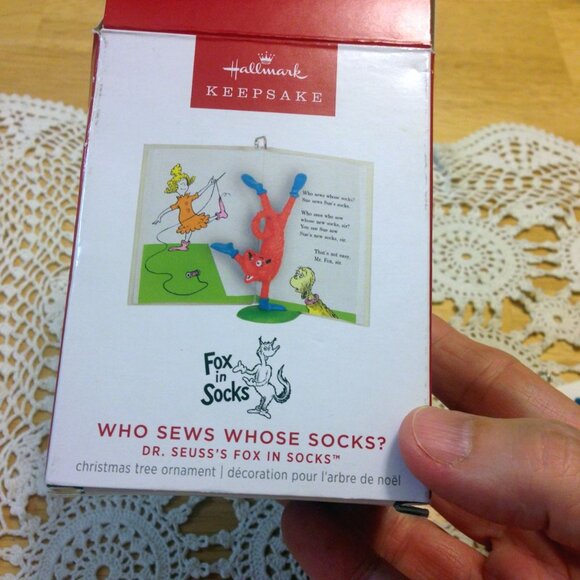 Hallmark
KEEPSAKE
Who sews whose socks?
Sue sews Sue's socks.
Who sees who sew
whose new socks, sir?
You see Sue sew
Sue's new socks, sir.
That's not easy,
Mr. Fox, sir.
Fox
in
Socks
WHO SEWS WHOSE SOCKS?
DR. SEUSS'S FOX IN SOCKS™
christmas tree ornament | décoration pour l'arbre de noël